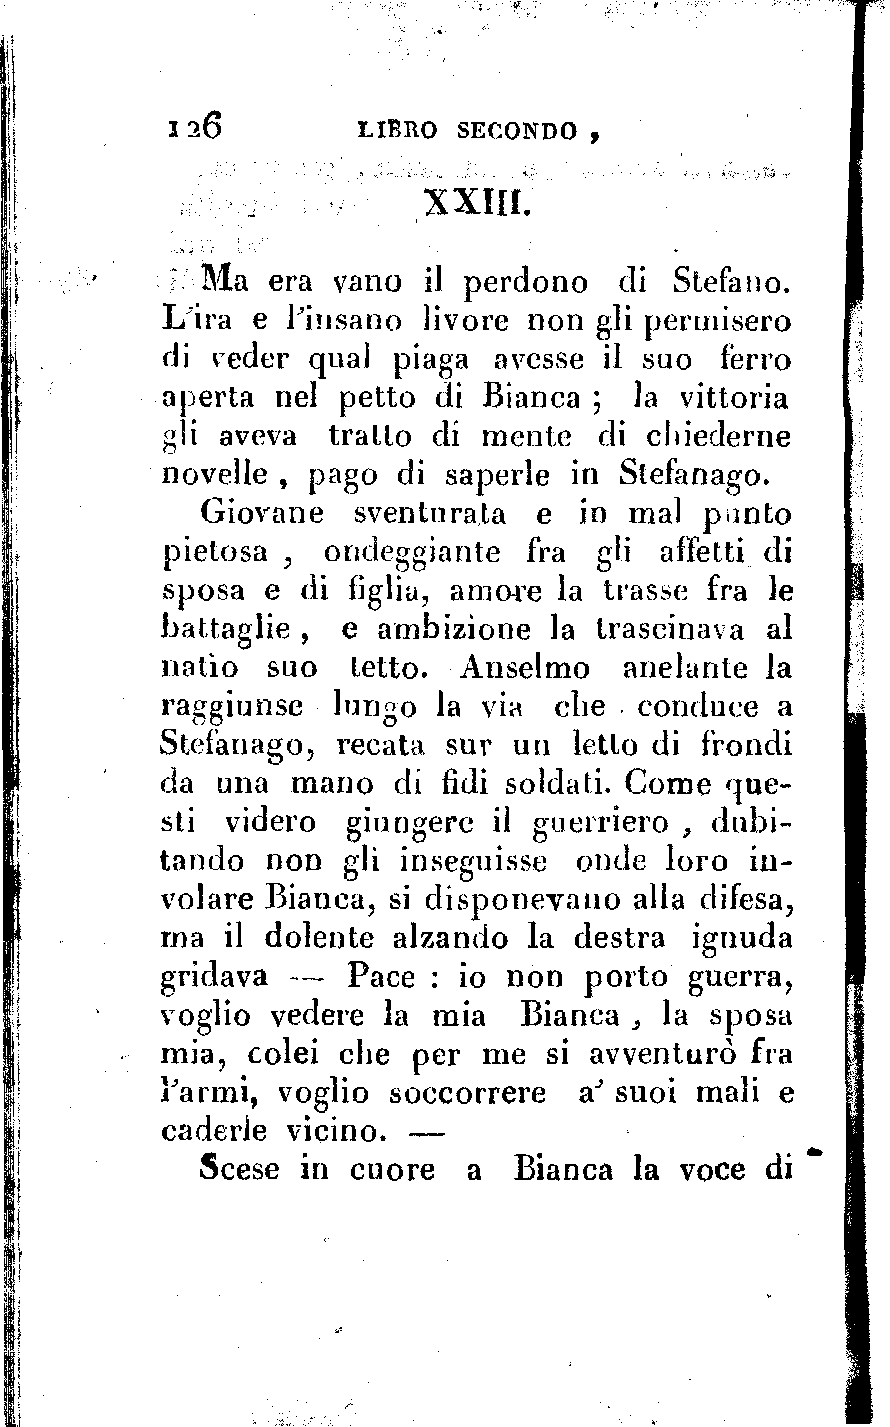 126 LIBRO SECONDO ,
XXIII.
Ma era vano il perdono di Stefano.
L'ira e l'insano livore non gli permisero
di veder qual piaga avesse il suo ferro
aperta nel petto di Bianca ; la vittoria
gli aveva tratto di mente di chiederne
novelle , pago di saperle in Stefanago.
Giovane sventurata e in mal punto
pietosa , ondeggiante fra gli affetti di
sposa e di figlia, amore la trasse fra le
battaglie , e ambizione la trascinava al
natìo suo tetto. Anselmo anelante la
raggiunse lungo la via che conduce a
Stefanago, recata sur un letto di frondi
da una mano di fidi soldati. Come que-
sti videro giungere il guerriero , dubi-
tando non gli inseguisse onde loro in-
volare Bianca, si disponevano alla difesa,
ma il dolente alzando la destra ignuda
gridava — Pace : io non porto guerra,
voglio vedere la mia Bianca , la sposa
mia, colei che per me si avventurò fra
l'armi, voglio soccorrere a' suoi mali e
caderle vicino. —
Scese in cuore a Bianca la voce di